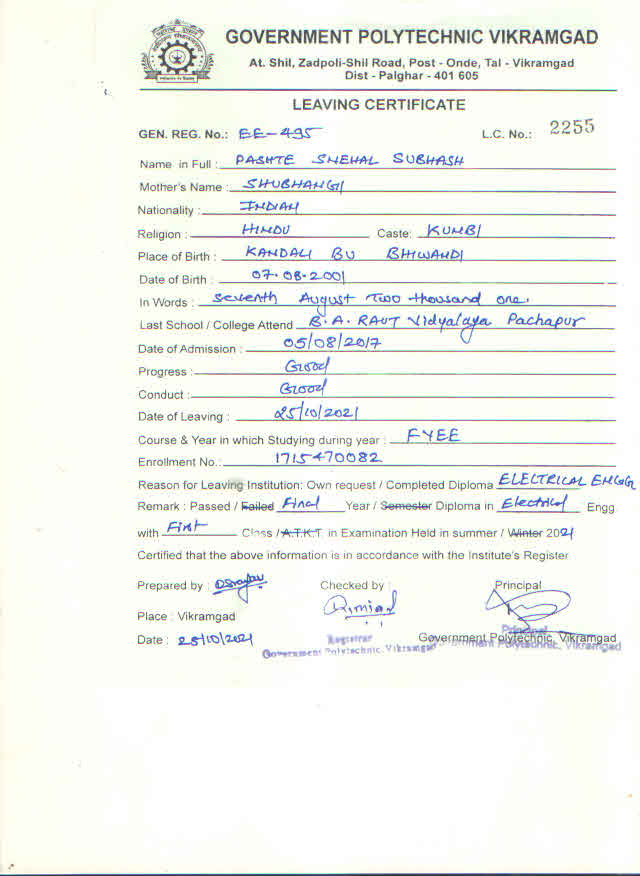 GOVERNMENT POLYTECHNIC VIKRAMGAD
At. Shil, Zadpoli-Shil Road, Post - Onde, Tal - Vikramgad
Dist - Palghar - 401 605
LEAVING CERTIFICATE
GEN. REG. No.: EE-495 L.C. No.: 2255
Name in Full : PASHTE SNEHAL SUBHASH
Mother's Name : SHUBHANGI
Nationality : INDIAN
Religion : HINDU Caste: KUNBI
Place of Birth : KANDALI BU BHIWANDI
Date of Birth : 07-08-2001
In Words : Seventh August Two thousand one.
Last School / College Attend B.A. RAUT Vidyalaya Pachapur
Date of Admission : 05/08/2017
Progress : Good
Conduct : Good
Date of Leaving : 25/10/2021
Course & Year in which Studying during year : FYEE
Enrollment No.: 1715470082
Reason for Leaving Institution: Own request / Completed Diploma ELECTRICAL ENGG
Remark : Passed / Failed Final Year / Semester Diploma in Electrical Engg.
with First Class / A.T.K.T. in Examination Held in summer / Winter 2021
Certified that the above information is in accordance with the Institute's Register.
Prepared by : Checked by : Principal
Place : Vikramgad
Date : 25/10/2021 Government Polytechnic, Vikramgad
Registrar Principal
Government Polytechnic, Vikramgad Government Polytechnic, Vikramgad